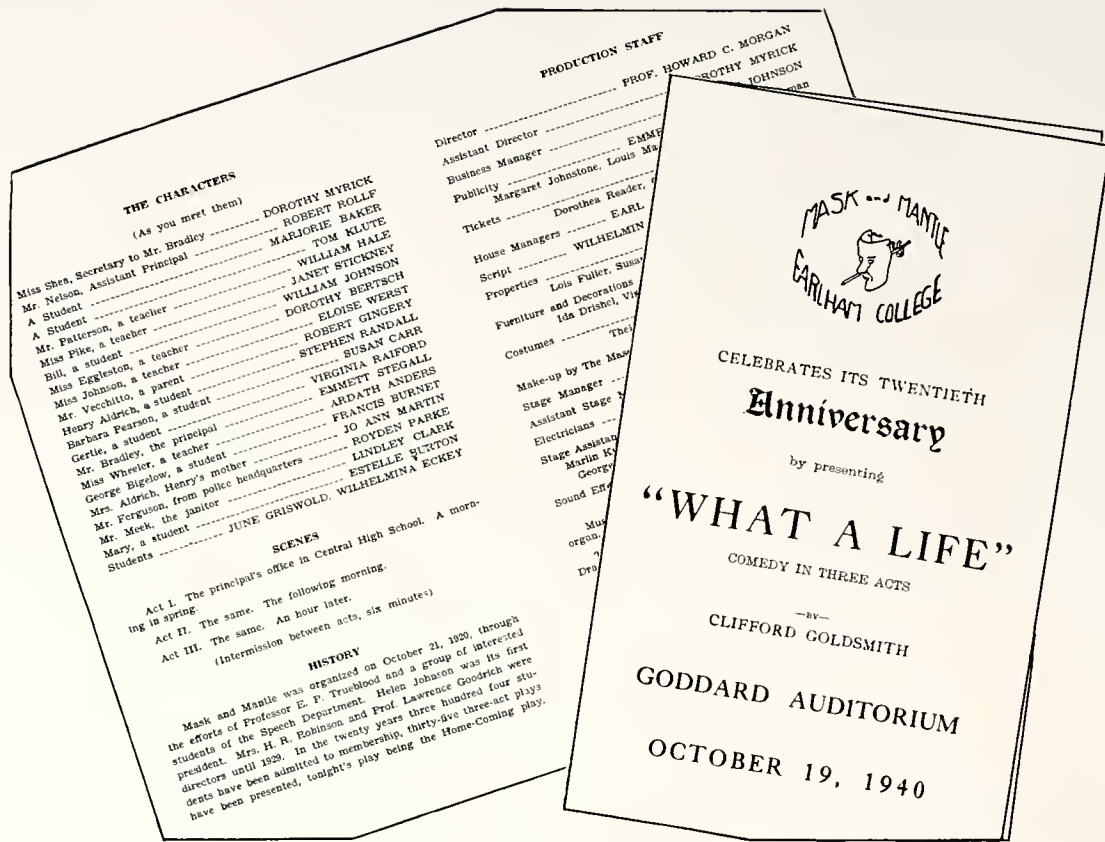 THE CHARACTERS
(As you meet them)
Miss Shea, Secretary to Mr. Bradley ---------- DOROTHY MYRICK
Mr. Nelson, Assistant Principal ---------- ROBERT ROLLF
A Student ---------- MARJORIE BAKER
A Student ---------- TOM KLUTE
Mr. Patterson, a teacher ---------- WILLIAM HALE
Miss Pike, a teacher ---------- JANET STICKNEY
Bill, a student ---------- WILLIAM JOHNSON
Miss Eggleston, a teacher ---------- DOROTHY BERTSCH
Miss Johnson, a teacher ---------- ELOISE WERST
Mr. Vecchitto, a parent ---------- ROBERT GINGERY
Henry Aldrich, a student ---------- STEPHEN RANDALL
Barbara Pearson, a student ---------- SUSAN CARR
Gertie, a student ---------- VIRGINIA RAIFORD
Mr. Bradley, the principal ---------- EMMETT STEGALL
Miss Wheeler, a teacher ---------- ARDATH ANDERS
George Bigelow, a student ---------- FRANCIS BURNET
Mrs. Aldrich, Henry's mother ---------- JO ANN MARTIN
Mr. Ferguson, from police headquarters ---------- ROYDEN PARKE
Mr. Meek, the janitor ---------- LINDLEY CLARK
Mary, a student ---------- ESTELLE BURTON
Students ---------- JUNE GRISWOLD, WILHELMINA ECKEY
SCENES
Act I. The principal's office in Central High School. A morn-
ing in spring.
Act II. The same. The following morning.
Act III. The same. An hour later.
(Intermission between acts, six minutes)
HISTORY
Mask and Mantle was organized on October 21, 1920, through
the efforts of Professor E. P. Trueblood and a group of interested
students of the Speech Department. Helen Johnson was its first
president. Mrs. H. R. Robinson and Prof. Lawrence Goodrich were
directors until 1929. In the twenty years three hundred four stu-
dents have been admitted to membership, thirty-five three-act plays
have been presented, tonight's play being the Home-Coming play.
PRODUCTION STAFF
Director ---------- PROF. HOWARD C. MORGAN
Assistant Director ---------- DOROTHY MYRICK
Business Manager ---------- JOHNSON
Publicity ---------- EMME
Margaret Johnstone, Louis Ma
Tickets ---------- Dorothea Reader,
House Managers ---------- EARL
Script ---------- WILHELMIN
Properties
Lois Fuller, Susa
Furniture and Decorations
Ida Drishel, Vi
Costumes ---------- Thel
Make-up by The Mas
Stage Manager
Assistant Stage M
Electricians
Stage Assistan
Marlin Ky
George
Sound Effe
Mus
organ.
Dra
MASK and MANTLE
EARLHAM COLLEGE
CELEBRATES ITS TWENTIETH
Anniversary
by presenting
"WHAT A LIFE"
COMEDY IN THREE ACTS
—BY—
CLIFFORD GOLDSMITH
GODDARD AUDITORIUM
OCTOBER 19, 1940